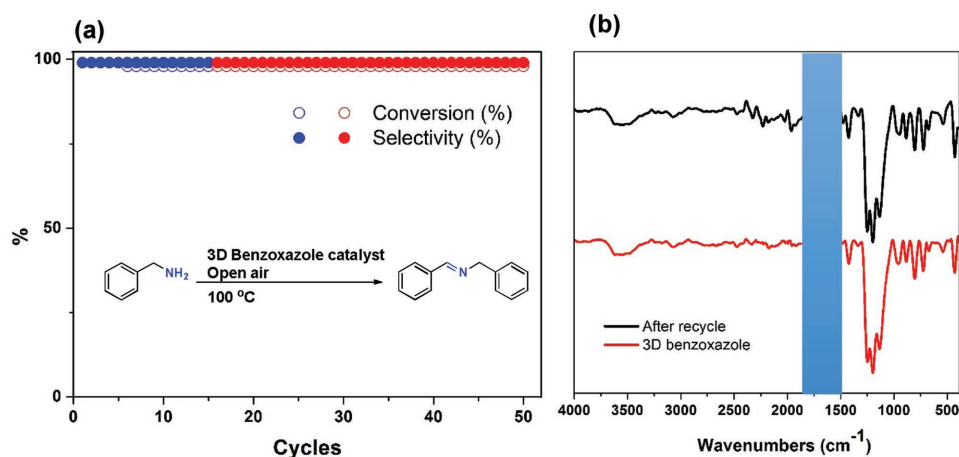 (a)
100
50
0
%
Conversion (%)
Selectivity (%)
NH2
3D Benzoxazole catalyst
Open air
100 °C
N
0 10 20 30 40 50
Cycles
(b)
After recycle
3D benzoxazole
4000 3500 3000 2500 2000 1500 1000 500
Wavenumbers (cm-1)